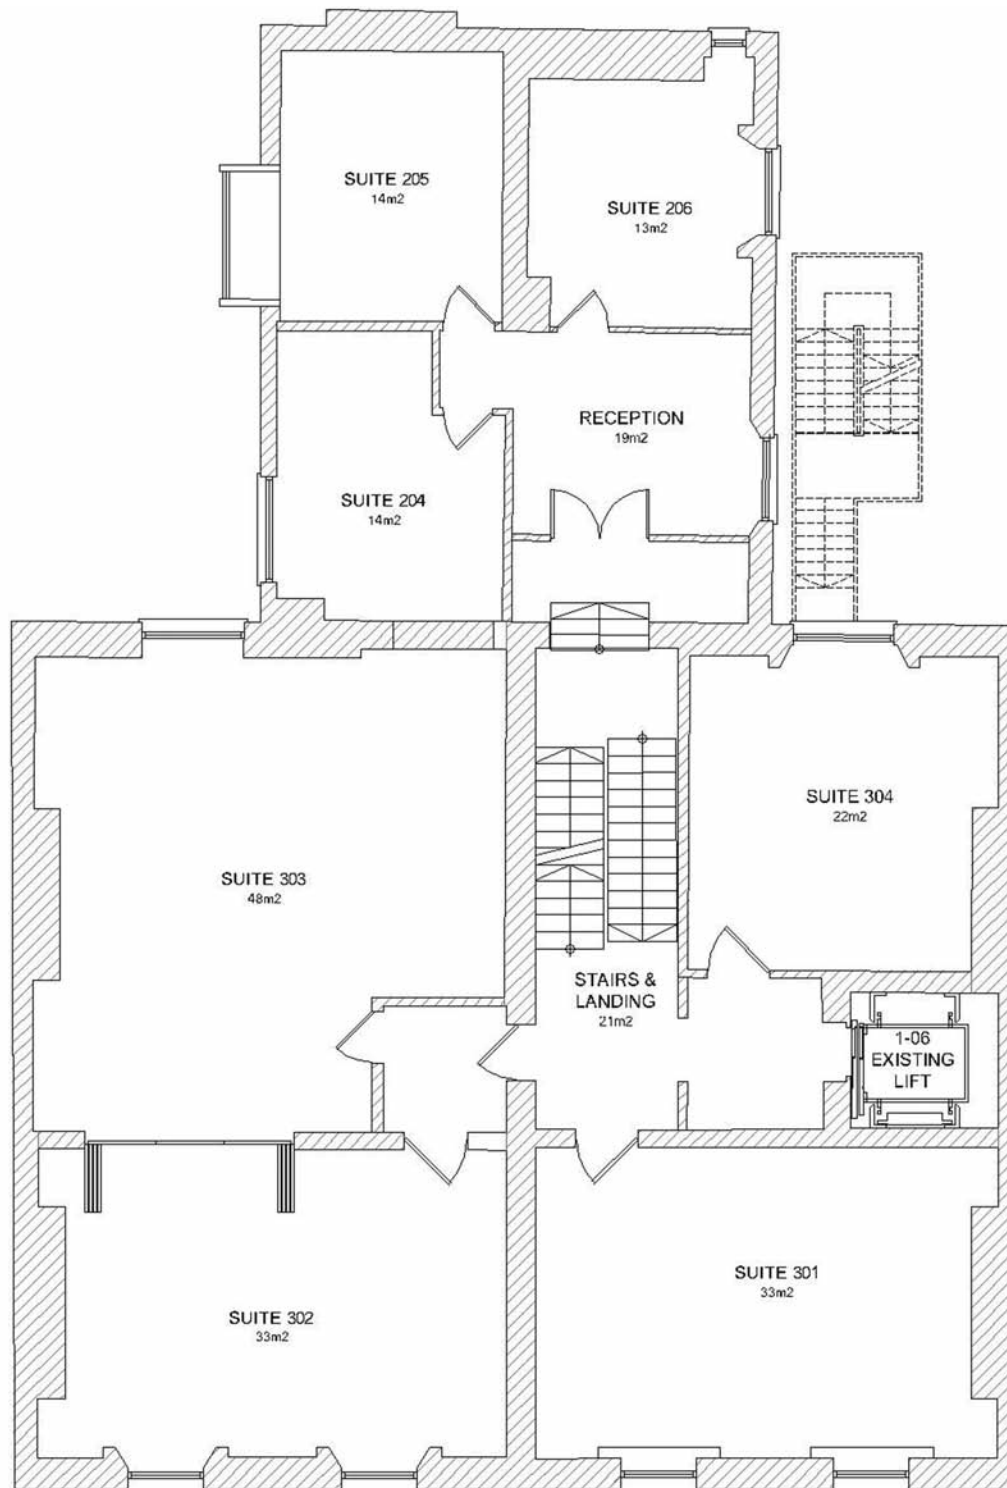 SUITE 205
14m2
SUITE 206
13m2
RECEPTION
19m2
SUITE 204
14m2
SUITE 304
22m2
SUITE 303
48m2
STAIRS &
LANDING
21m2
1-06
EXISTING
LIFT
SUITE 301
33m2
SUITE 302
33m2